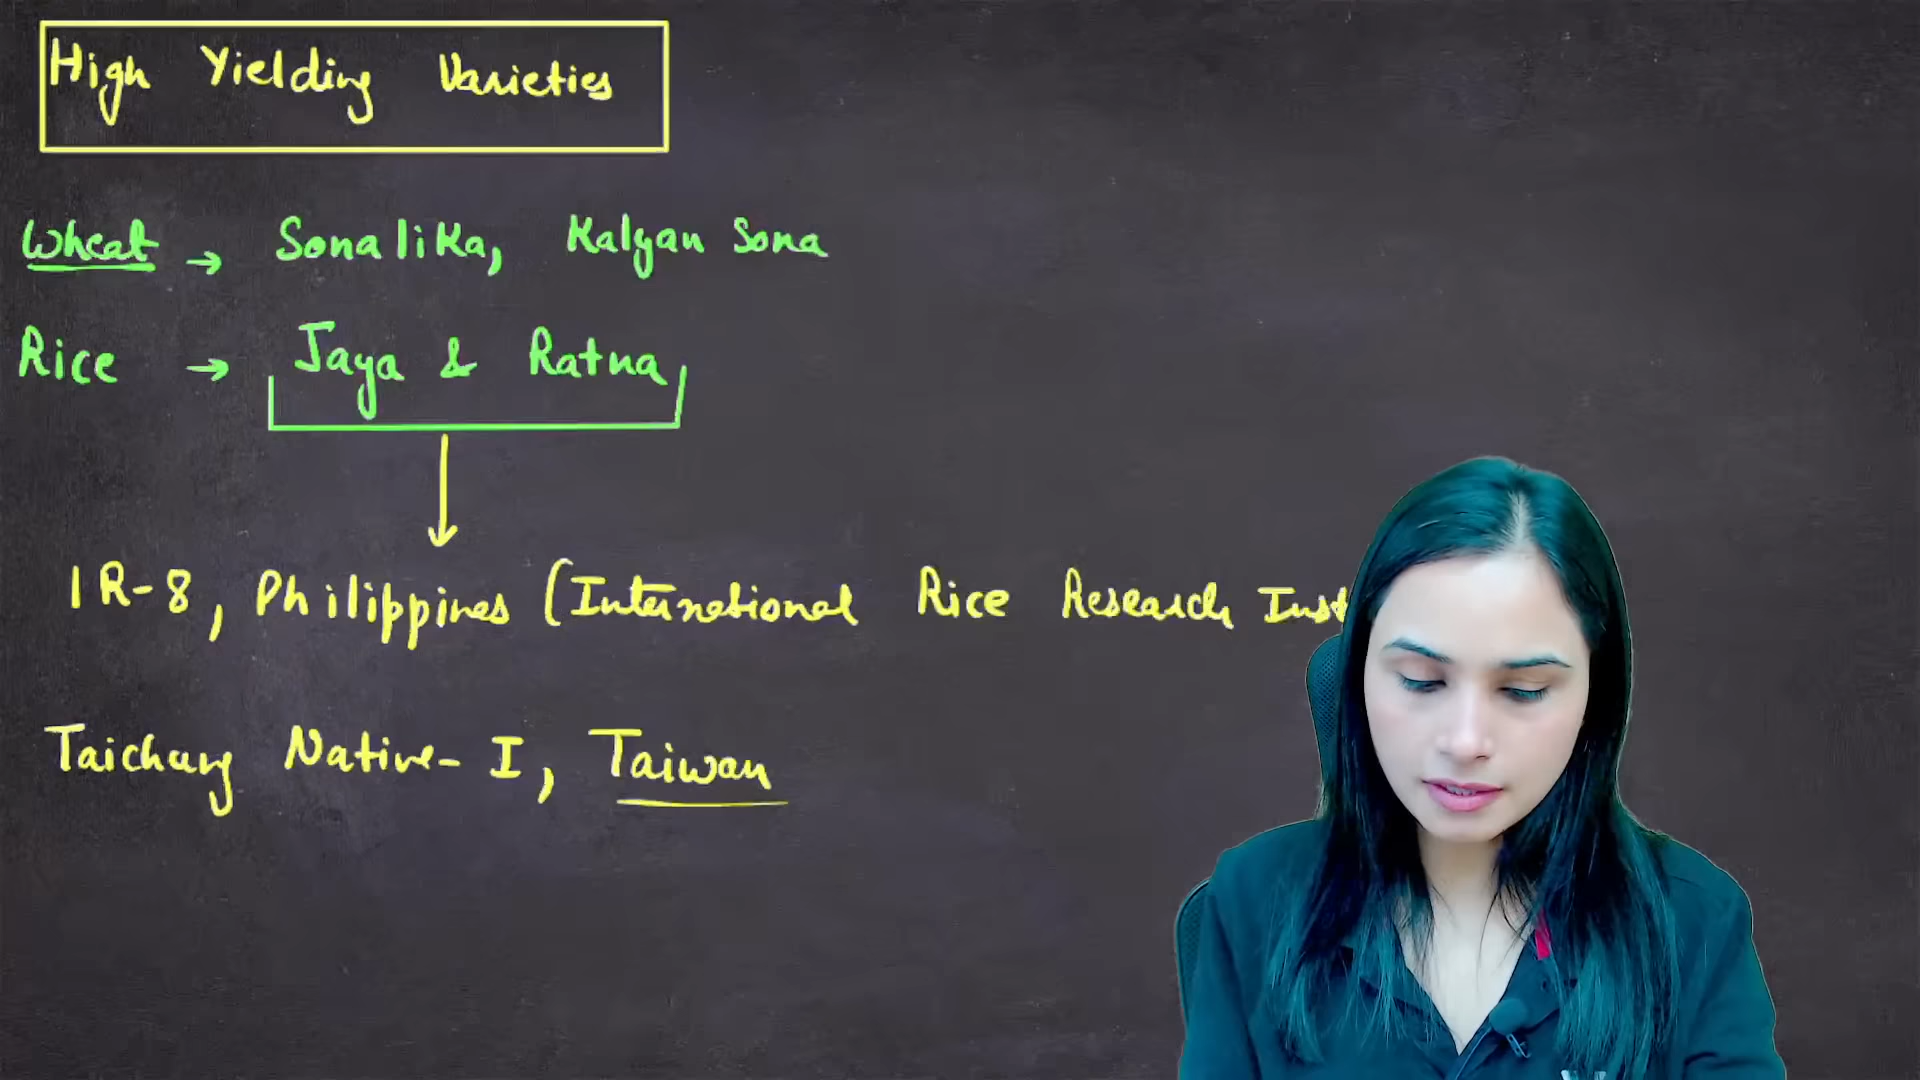 High Yielding Varieties
Wheat → Sonalika, Kalyan Sona
Rice → Jaya & Ratna
IR-8, Philippines (International Rice Research Inst
Taichung Native-I, Taiwan